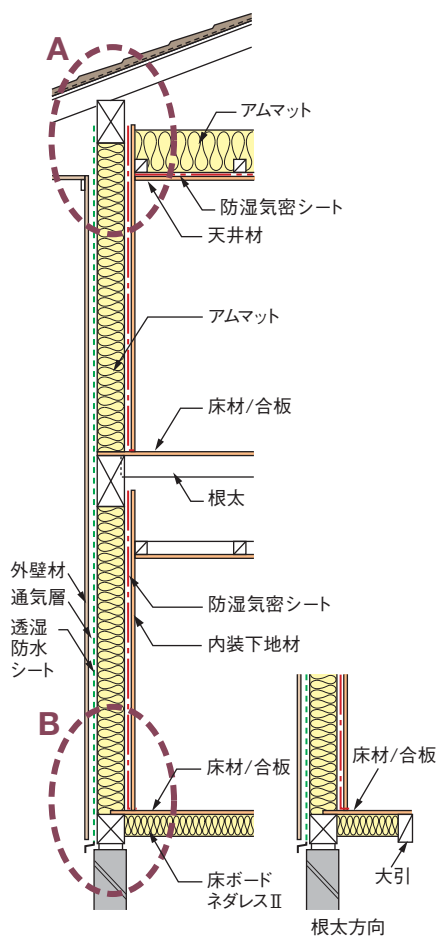 A
アムマット
防湿気密シート
天井材
アムマット
床材/合板
根太
外壁材
通気層
透湿
防水
シート
防湿気密シート
内装下地材
B
床材/合板
床ボード
ネダレスⅡ
床材/合板
大引
根太方向